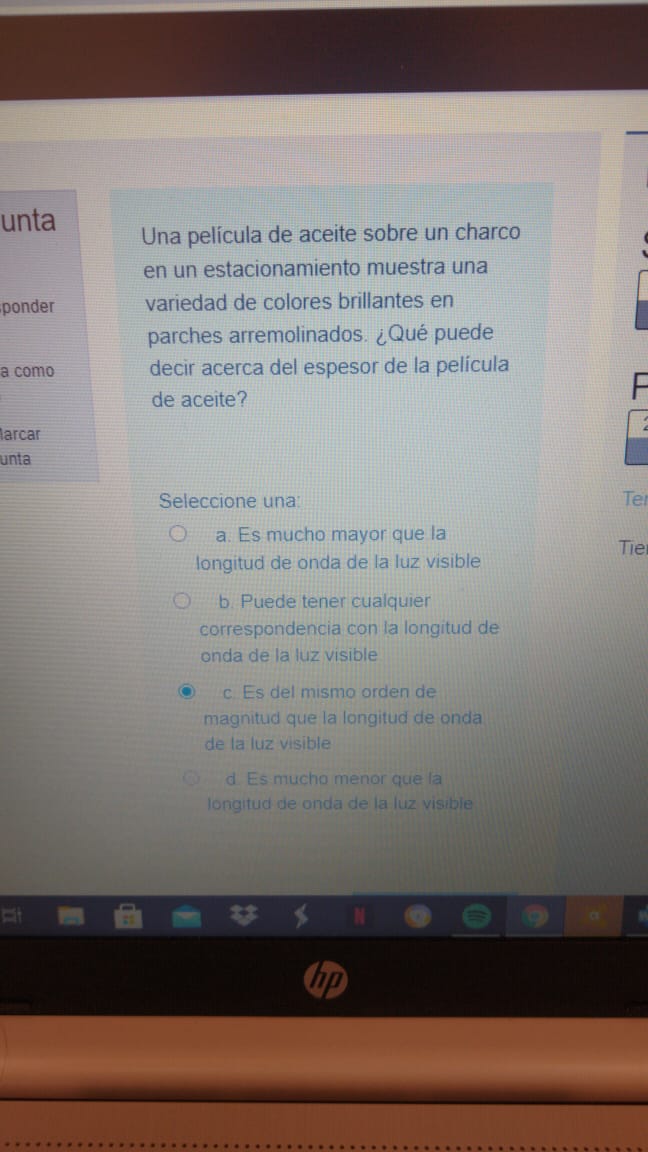 unta
ponder
a como
larcar
unta
Una película de aceite sobre un charco
en un estacionamiento muestra una
variedad de colores brillantes en
parches arremolinados. ¿Qué puede
decir acerca del espesor de la película
de aceite?
Seleccione una:
a. Es mucho mayor que la
longitud de onda de la luz visible
b. Puede tener cualquier
correspondencia con la longitud de
onda de la luz visible
c. Es del mismo orden de
magnitud que la longitud de onda
de la luz visible
d. Es mucho menor que la
longitud de onda de la luz visible
Ter
Tie
N
hp